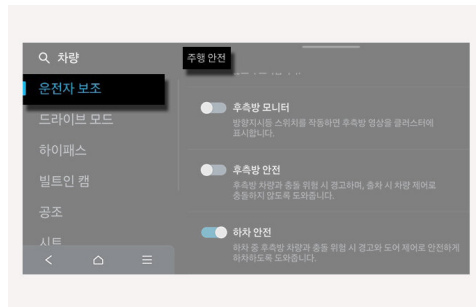 차량
주행 안전
운전자 보조
드라이브 모드
하이패스
빌트인 캠
공조
시트
후측방 모니터
방향지시등 스위치를 작동하면 후측방 영상을 클러스터에
표시합니다.
후측방 안전
후측방 차량과 충돌 위험 시 경고하며, 출차 시 차량 제어로
충돌하지 않도록 도와줍니다.
하차 안전
하차 중 후측방 차량과 충돌 위험 시 경고와 도어 제어로 안전하게
하차하도록 도와줍니다.